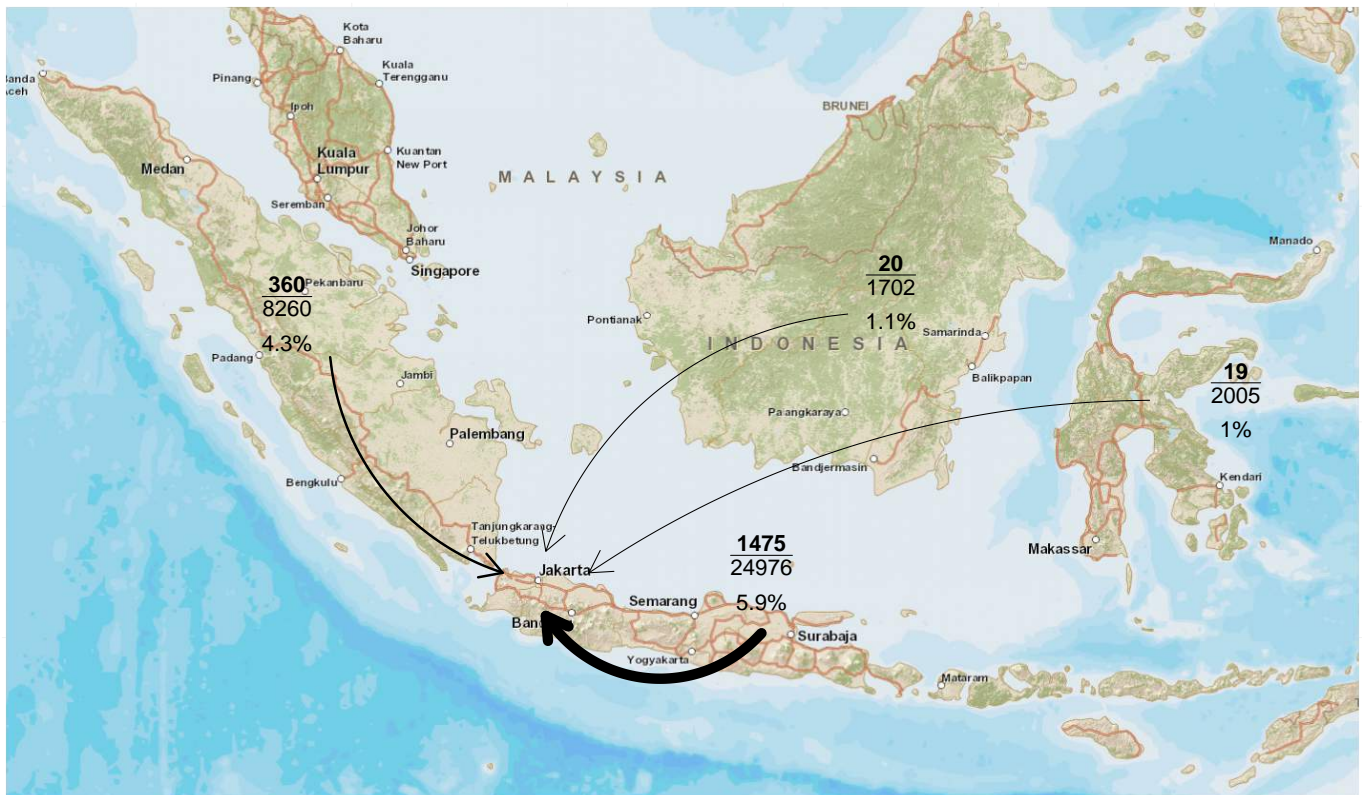 Kota
Baharu
Kuala
Terengganu
Pinang
Banda
Aceh
Ipoh
BRUNEI
Kuantan
New Port
Kuala
Lumpur
Medan
MALAYSIA
Seremban
Johor
Baharu
Singapore
Manado
360
8260
4.3%
Pekanbaru
20
1702
1.1%
Pontianak
Samarinda
INDONESIA
Padang
Jambi
Balikpapan
19
2005
1%
Pa angkaraya
Palembang
Bandjermasin
Bengkulu
Kendari
Tanjungkarang-
Telukbetung
1475
24976
5.9%
Makassar
Jakarta
Semarang
Surabaja
Yogyakarta
Mataram